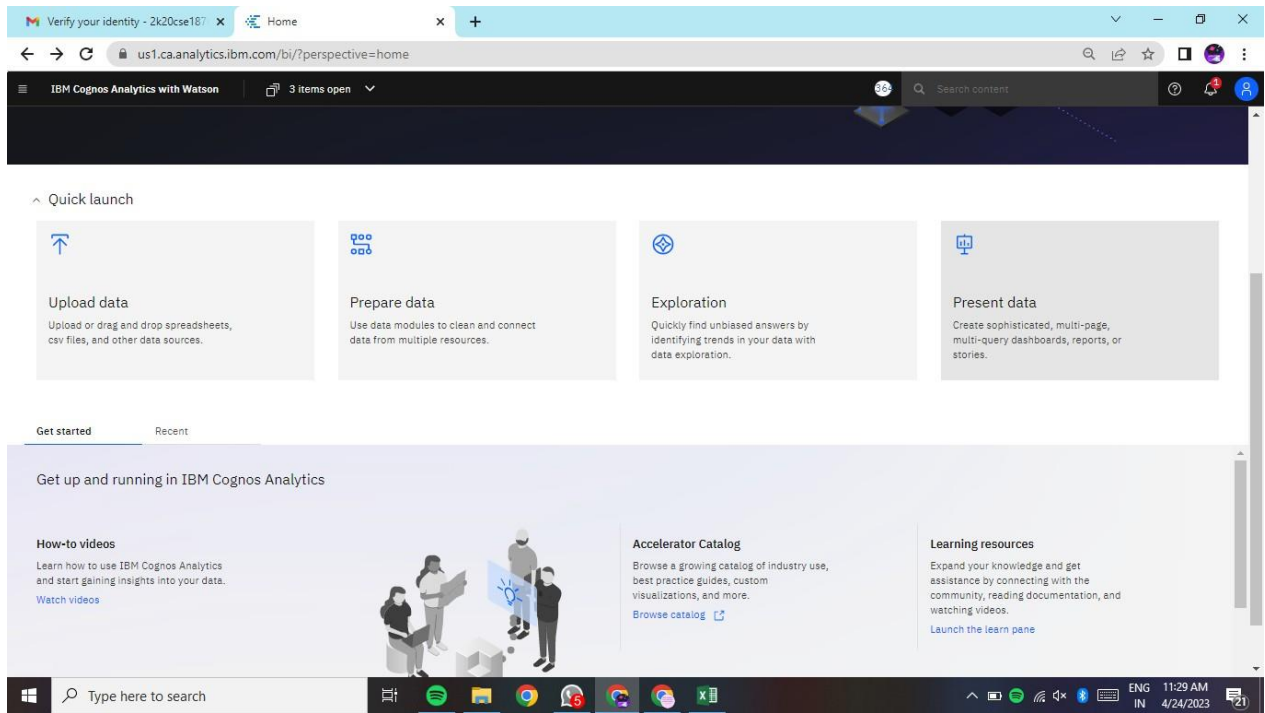 Verify your identity - 2k20cse187
Home
us1.ca.analytics.ibm.com/bi/?perspective=home
IBM Cognos Analytics with Watson
3 items open
364
Search content
1
Quick launch
Upload data
Upload or drag and drop spreadsheets,
csv files, and other data sources.
Prepare data
Use data modules to clean and connect
data from multiple resources.
Exploration
Quickly find unbiased answers by
identifying trends in your data with
data exploration.
Present data
Create sophisticated, multi-page,
multi-query dashboards, reports, or
stories.
Get started
Recent
Get up and running in IBM Cognos Analytics
How-to videos
Learn how to use IBM Cognos Analytics
and start gaining insights into your data.
Watch videos
Accelerator Catalog
Browse a growing catalog of industry use,
best practice guides, custom
visualizations, and more.
Browse catalog
Learning resources
Expand your knowledge and get
assistance by connecting with the
community, reading documentation, and
watching videos.
Launch the learn pane
Type here to search
5
ENG
IN
11:29 AM
4/24/2023
21